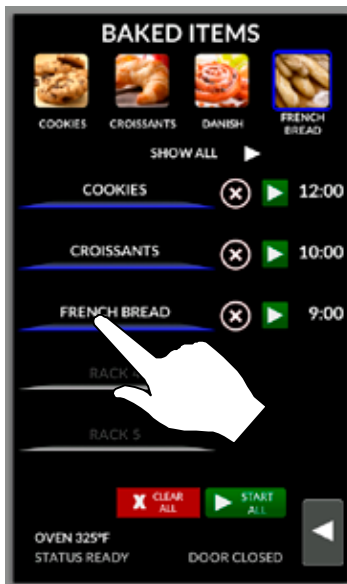 BAKED ITEMS
COOKIES CROISSANTS DANISH FRENCH BREAD
SHOW ALL
COOKIES 12:00
CROISSANTS 10:00
FRENCH BREAD 9:00
RACK 4
RACK 5
X CLEAR ALL START ALL
OVEN 325°F
STATUS READY DOOR CLOSED